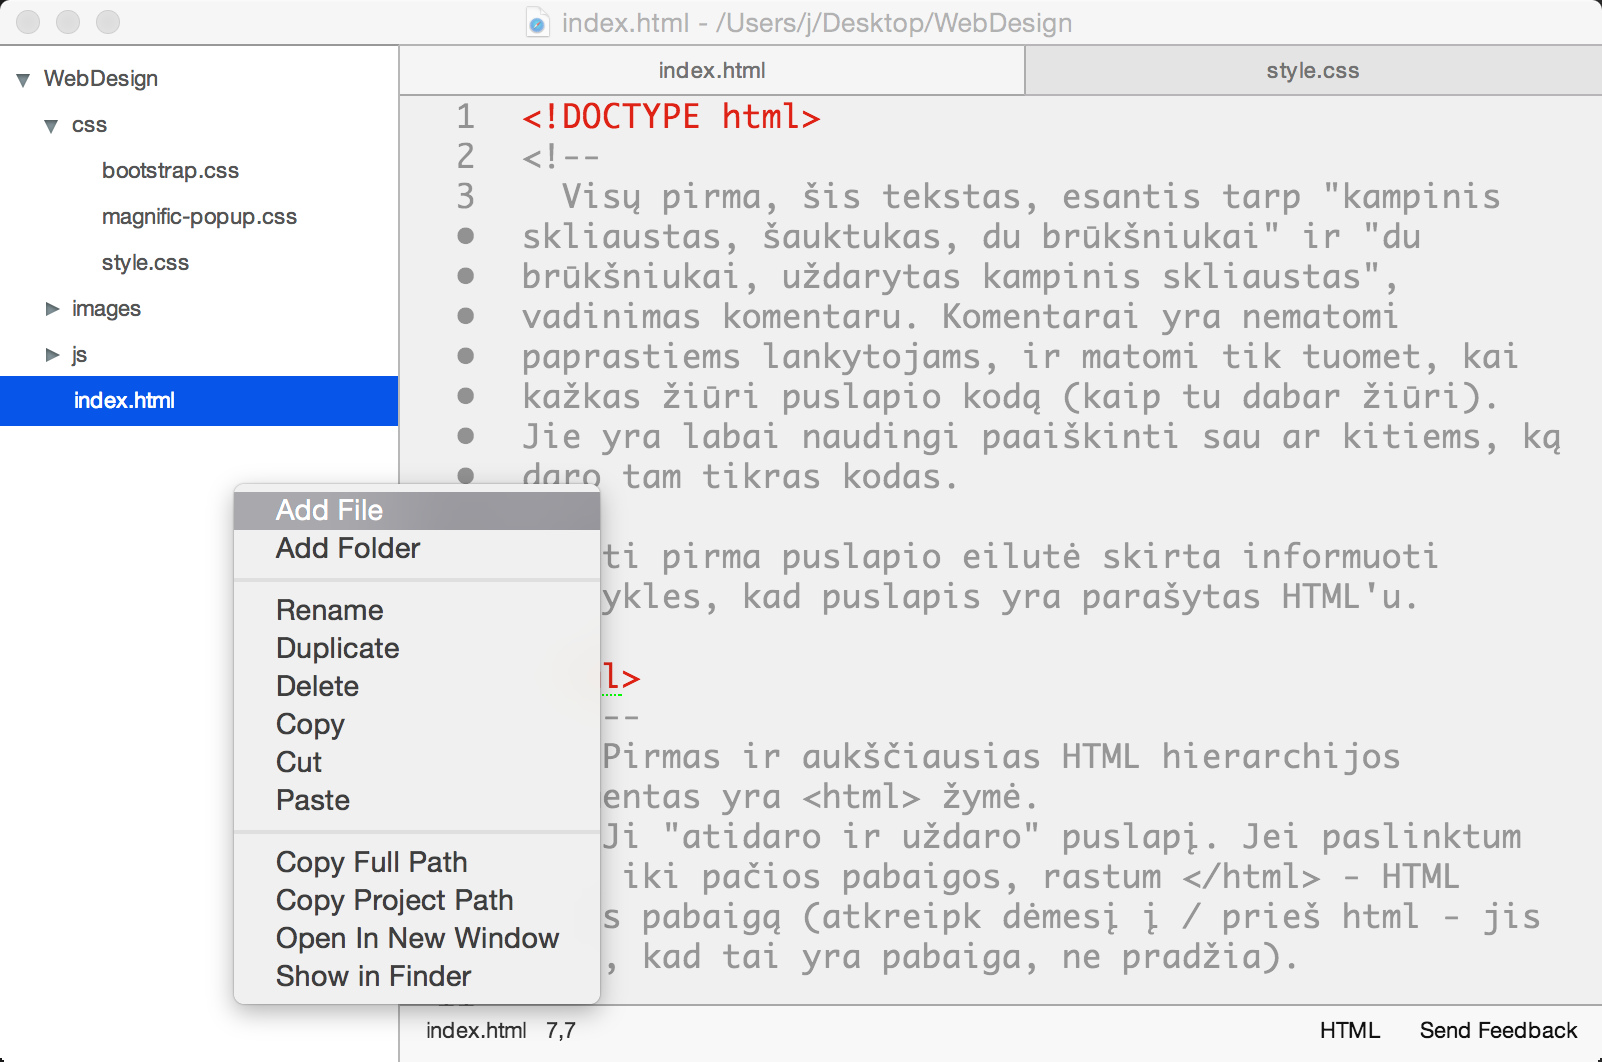 index.html - /Users/j/Desktop/WebDesign
WebDesign
css
bootstrap.css
magnific-popup.css
style.css
images
js
index.html
index.html
style.css
1 <!DOCTYPE html>
2 <!--
3 Visų pirma, šis tekstas, esantis tarp "kampinis
skliaustas, šauktukas, du brūkšniukai" ir "du
brūkšniukai, uždarytas kampinis skliaustas",
vadinimas komentaru. Komentarai yra nematomi
paprastiems lankytojams, ir matomi tik tuomet, kai
kažkas žiūri puslapio kodą (kaip tu dabar žiūri).
Jie yra labai naudingi paaiškinti sau ar kitiems, ką
daro tam tikras kodas.
ti pirma puslapio eilutė skirta informuoti
ykles, kad puslapis yra parašytas HTML'u.
l>
--
Pirmas ir aukščiausias HTML hierarchijos
entas yra <html> žymė.
Ji "atidaro ir uždaro" puslapį. Jei paslinktum
iki pačios pabaigos, rastum </html> - HTML
s pabaigą (atkreipk dėmesį į / prieš html - jis
, kad tai yra pabaiga, ne pradžia).
Add File
Add Folder
Rename
Duplicate
Delete
Copy
Cut
Paste
Copy Full Path
Copy Project Path
Open In New Window
Show in Finder
index.html 7,7
HTML
Send Feedback